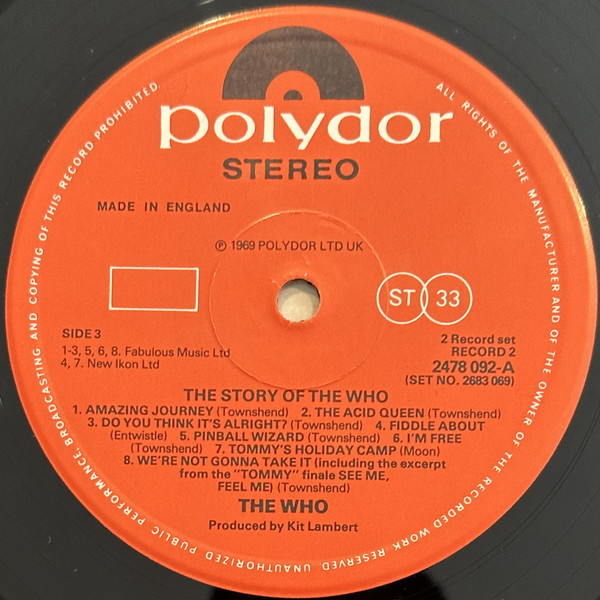 polydor
STEREO
MADE IN ENGLAND
℗ 1969 POLYDOR LTD UK
ST 33
SIDE 3
1-3, 5, 6, 8. Fabulous Music Ltd
4, 7. New Ikon Ltd
2 Record set
RECORD 2
2478 092-A
(SET NO. 2683 069)
THE STORY OF THE WHO
1. AMAZING JOURNEY (Townshend) 2. THE ACID QUEEN (Townshend)
3. DO YOU THINK IT'S ALRIGHT? (Townshend) 4. FIDDLE ABOUT
(Entwistle) 5. PINBALL WIZARD (Townshend) 6. I'M FREE
(Townshend) 7. TOMMY'S HOLIDAY CAMP (Moon)
8. WE'RE NOT GONNA TAKE IT (including the excerpt
from the "TOMMY" finale SEE ME,
FEEL ME) (Townshend)
THE WHO
Produced by Kit Lambert
ALL RIGHTS OF THE MANUFACTURER AND OF THE OWNER OF THE RECORDED WORK RESERVED. UNAUTHORIZED PUBLIC PERFORMANCE, BROADCASTING AND COPYING OF THIS RECORD PROHIBITED.